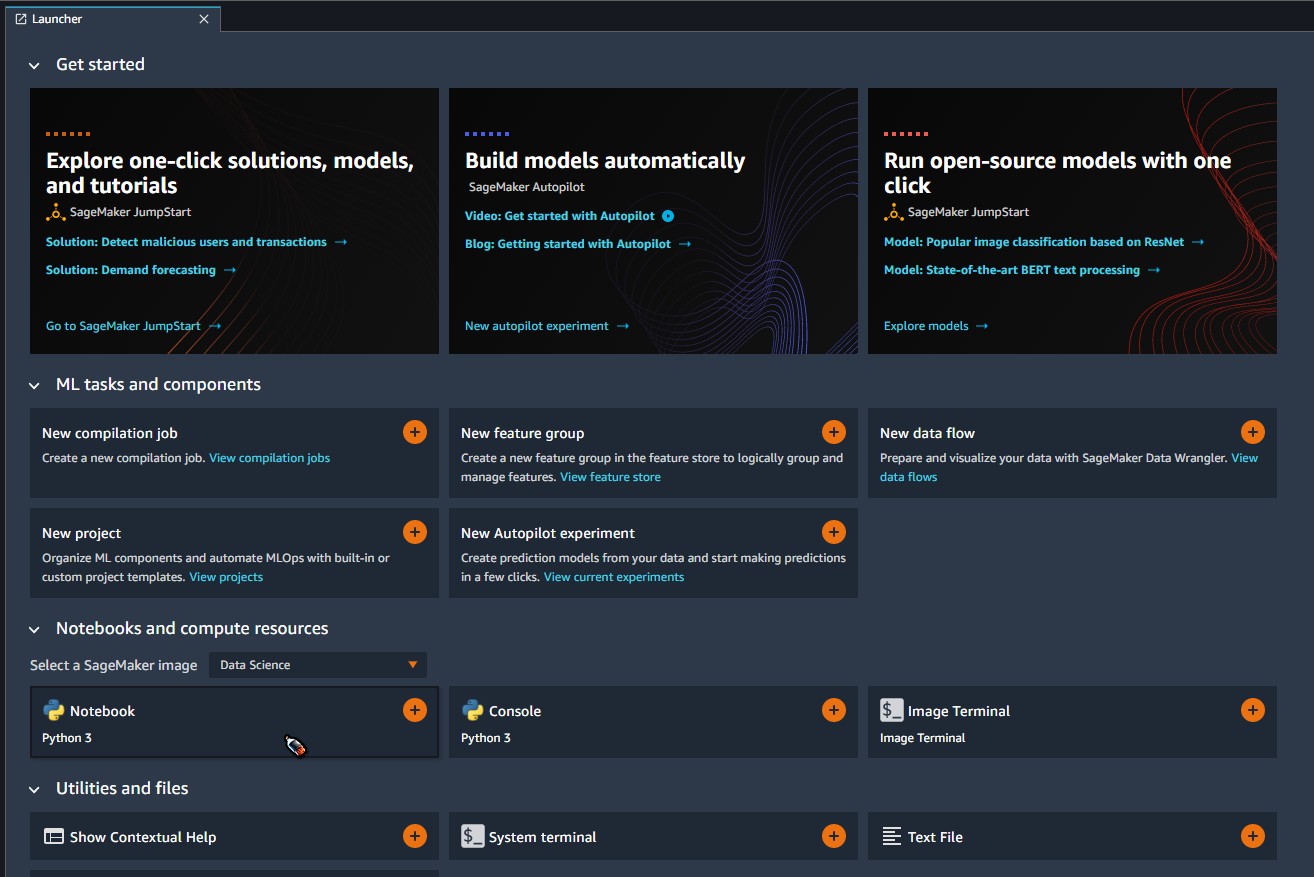 Launcher
Get started
Explore one-click solutions, models,
and tutorials
SageMaker JumpStart
Solution: Detect malicious users and transactions →
Solution: Demand forecasting →
Go to SageMaker JumpStart →
Build models automatically
SageMaker Autopilot
Video: Get started with Autopilot
Blog: Getting started with Autopilot →
New autopilot experiment →
Run open-source models with one
click
SageMaker JumpStart
Model: Popular image classification based on ResNet →
Model: State-of-the-art BERT text processing →
Explore models →
ML tasks and components
New compilation job
Create a new compilation job. View compilation jobs
New feature group
Create a new feature group in the feature store to logically group and
manage features. View feature store
New data flow
Prepare and visualize your data with SageMaker Data Wrangler. View
data flows
New project
Organize ML components and automate MLOps with built-in or
custom project templates. View projects
New Autopilot experiment
Create prediction models from your data and start making predictions
in a few clicks. View current experiments
Notebooks and compute resources
Select a SageMaker image Data Science
Notebook
Python 3
Console
Python 3
$_ Image Terminal
Image Terminal
Utilities and files
Show Contextual Help
$_ System terminal
Text File